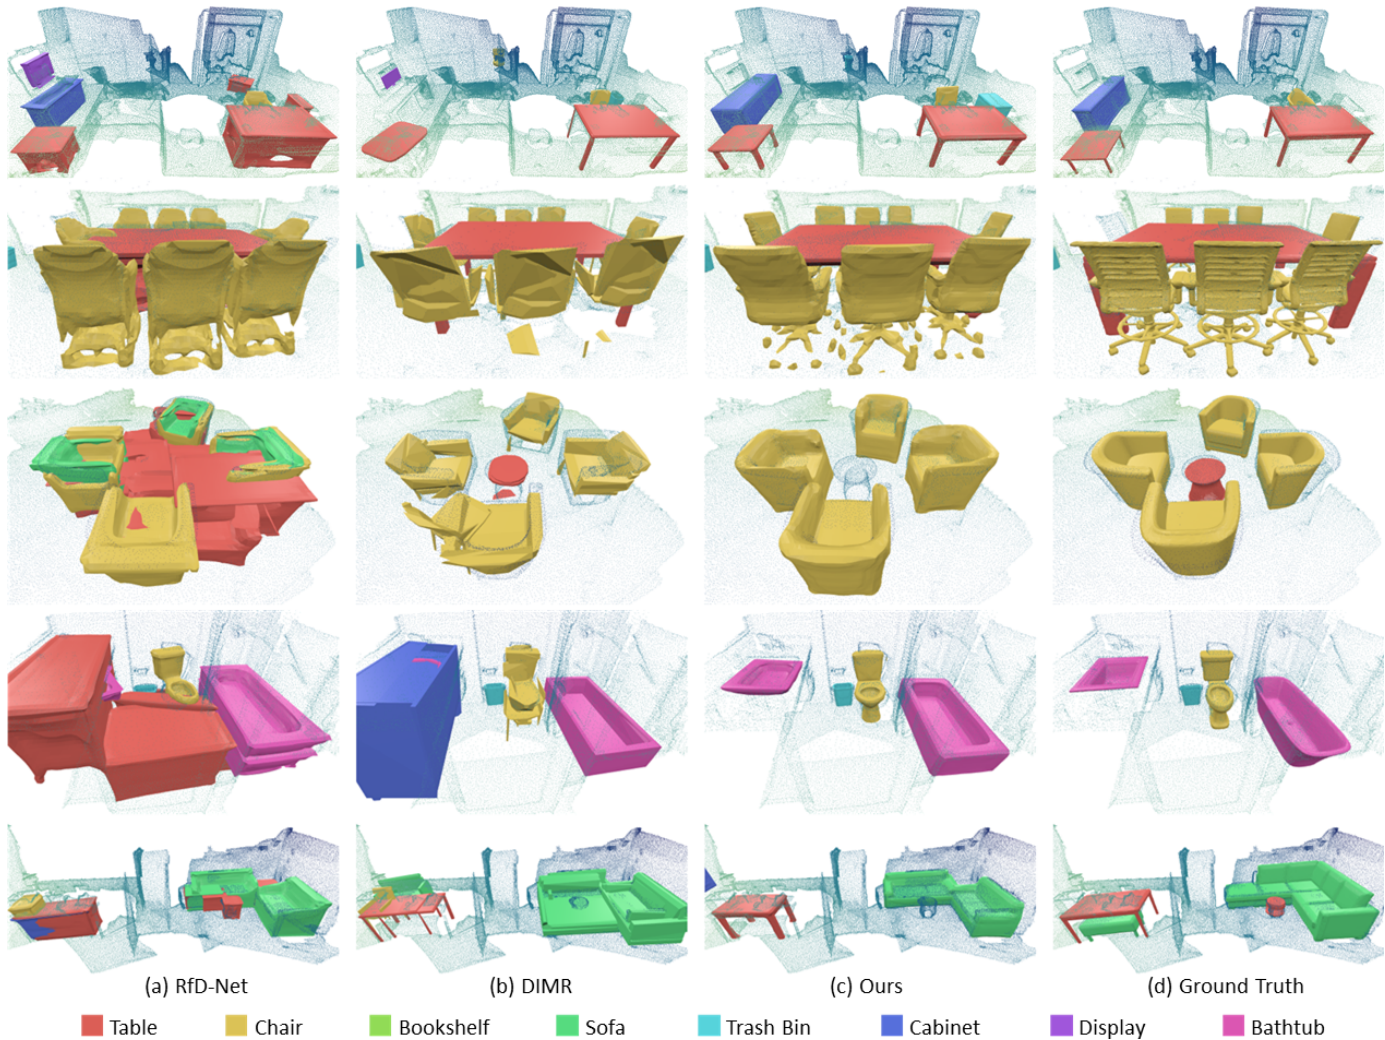 (a) RfD-Net (b) DIMR (c) Ours (d) Ground Truth
Table Chair Bookshelf Sofa Trash Bin Cabinet Display Bathtub